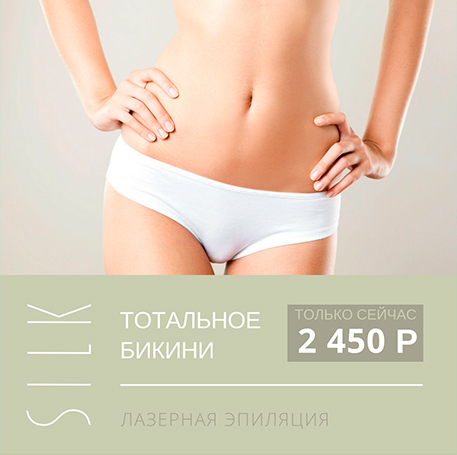 SILK
ТОТАЛЬНОЕ
БИКИНИ
ТОЛЬКО СЕЙЧАС
2 450 Р
ЛАЗЕРНАЯ ЭПИЛЯЦИЯ